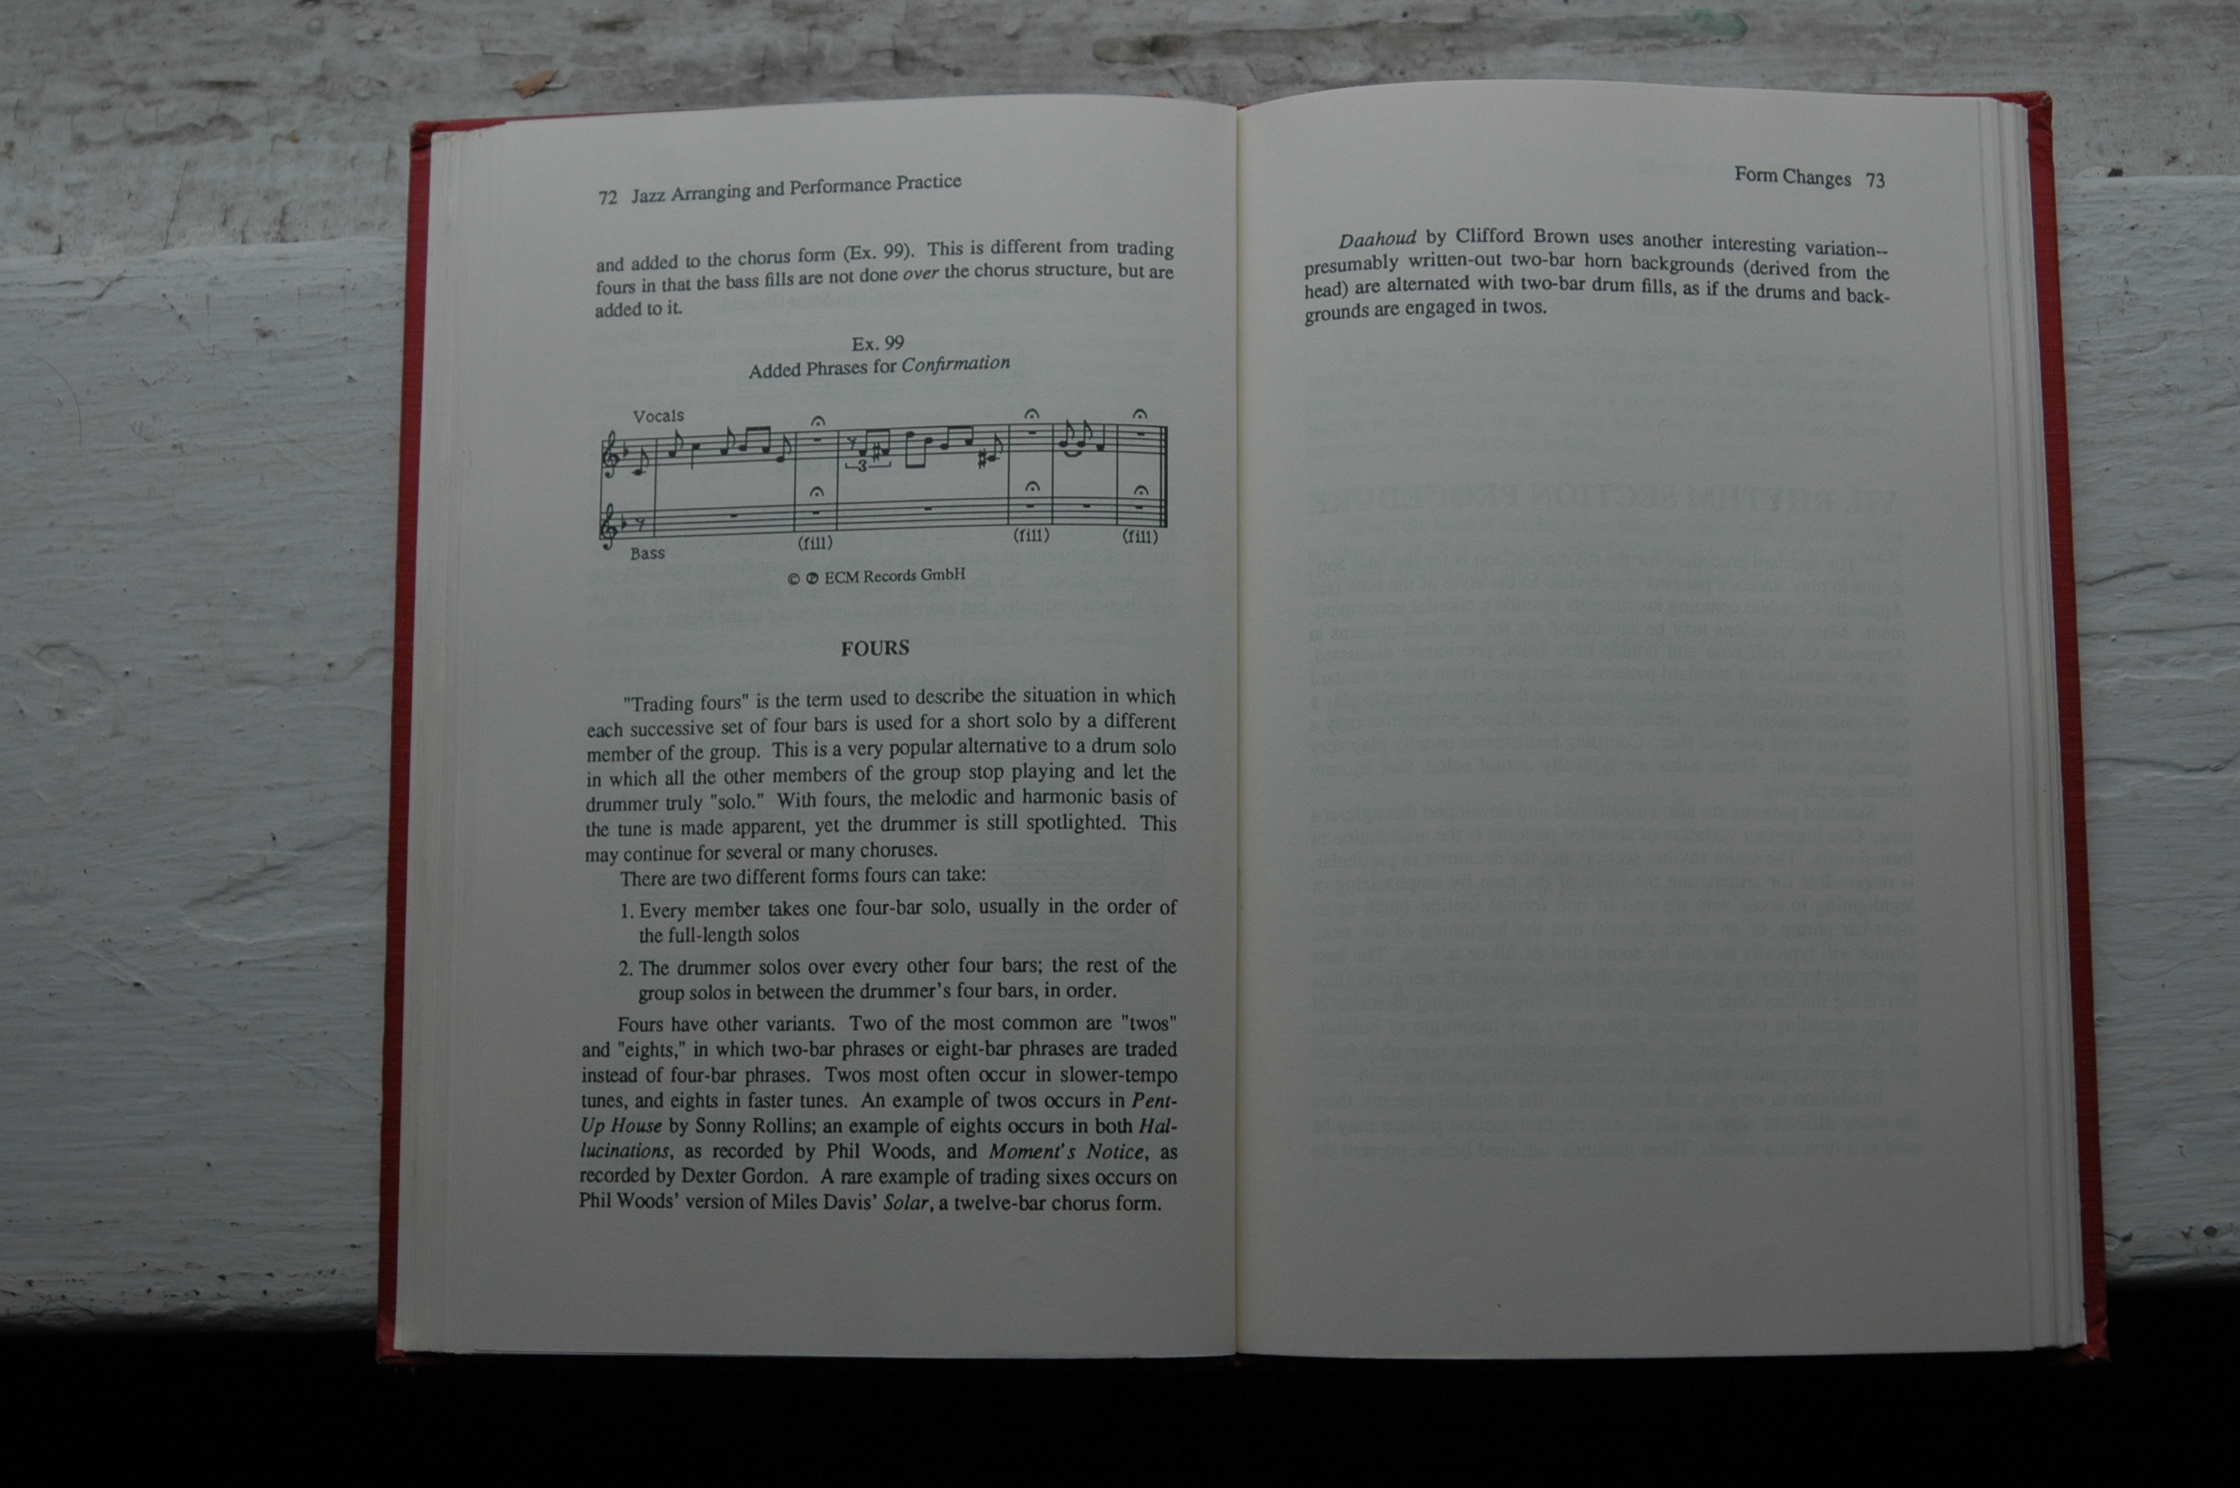 72 Jazz Arranging and Performance Practice
and added to the chorus form (Ex. 99). This is different from trading
fours in that the bass fills are not done over the chorus structure, but are
added to it.
Ex. 99
Added Phrases for Confirmation
Vocals
3
Bass
(fill)
(fill)
(fill)
© ℗ ECM Records GmbH
FOURS
"Trading fours" is the term used to describe the situation in which
each successive set of four bars is used for a short solo by a different
member of the group. This is a very popular alternative to a drum solo
in which all the other members of the group stop playing and let the
drummer truly "solo." With fours, the melodic and harmonic basis of
the tune is made apparent, yet the drummer is still spotlighted. This
may continue for several or many choruses.
There are two different forms fours can take:
1. Every member takes one four-bar solo, usually in the order of
the full-length solos
2. The drummer solos over every other four bars; the rest of the
group solos in between the drummer's four bars, in order.
Fours have other variants. Two of the most common are "twos"
and "eights," in which two-bar phrases or eight-bar phrases are traded
instead of four-bar phrases. Twos most often occur in slower-tempo
tunes, and eights in faster tunes. An example of twos occurs in Pent-
Up House by Sonny Rollins; an example of eights occurs in both Hal-
lucinations, as recorded by Phil Woods, and Moment's Notice, as
recorded by Dexter Gordon. A rare example of trading sixes occurs on
Phil Woods' version of Miles Davis' Solar, a twelve-bar chorus form.
Form Changes 73
Daahoud by Clifford Brown uses another interesting variation--
presumably written-out two-bar horn backgrounds (derived from the
head) are alternated with two-bar drum fills, as if the drums and back-
grounds are engaged in twos.